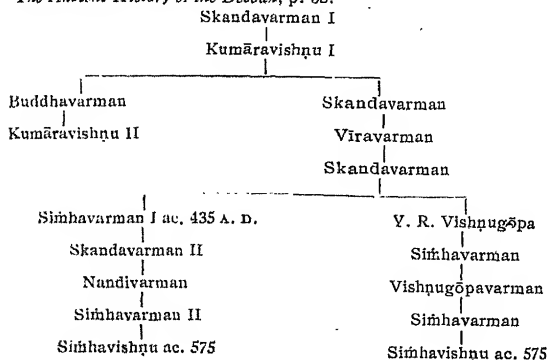 The Ancient History of the Deccan, p. 62.
Skandavarman I
Kumāravishṇu I
Buddhavarman Skandavarman
Kumāravishṇu II Vīravarman
Skandavarman
Siṁhavarman I ac. 435 A. D. Y. R. Vishṇugōpa
Skandavarman II Siṁhavarman
Nandivarman Vishṇugōpavarman
Siṁhavarman II Siṁhavarman
Siṁhavishṇu ac. 575 Siṁhavishṇu ac. 575